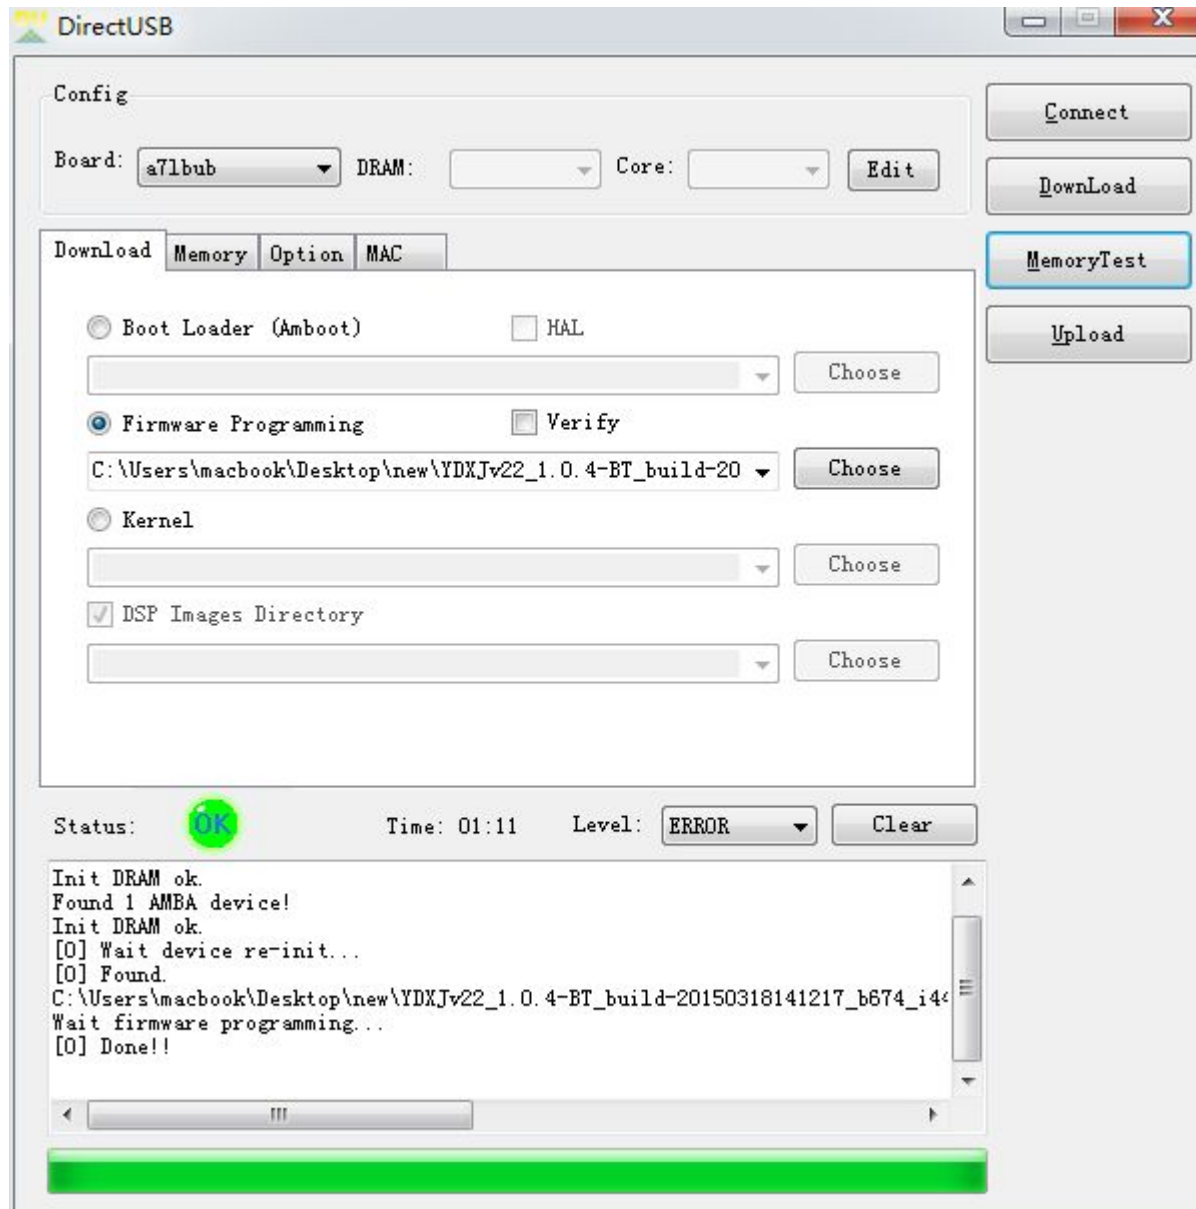 DirectUSB
Config
Board: a7lbub DRAM: Core: Edit
Connect
DownLoad
MemoryTest
Upload
Download Memory Option MAC
Boot Loader (Amboot) HAL
Choose
Firmware Programming Verify
C:\Users\macbook\Desktop\new\YDXJv22_1.0.4-BT_build-20 Choose
Kernel
Choose
DSP Images Directory
Choose
Status: OK Time: 01:11 Level: ERROR Clear
Init DRAM ok.
Found 1 AMBA device!
Init DRAM ok.
[0] Wait device re-init...
[0] Found.
C:\Users\macbook\Desktop\new\YDXJv22_1.0.4-BT_build-20150318141217_b674_i44
Wait firmware programming...
[0] Done!!